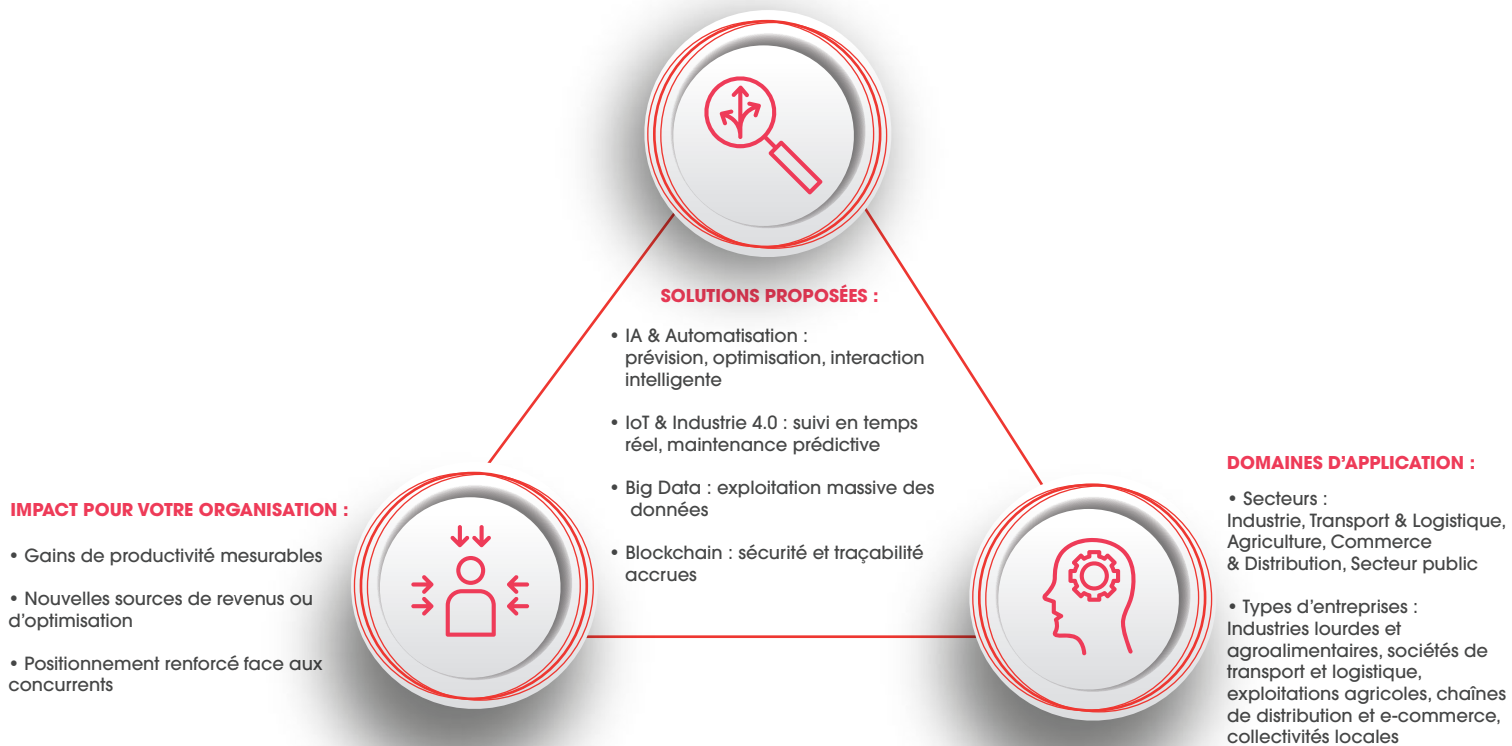 SOLUTIONS PROPOSÉES :
• IA & Automatisation :
prévision, optimisation, interaction
intelligente
• IoT & Industrie 4.0 : suivi en temps
réel, maintenance prédictive
• Big Data : exploitation massive des
données
• Blockchain : sécurité et traçabilité
accrues
IMPACT POUR VOTRE ORGANISATION :
• Gains de productivité mesurables
• Nouvelles sources de revenus ou
d’optimisation
• Positionnement renforcé face aux
concurrents
DOMAINES D’APPLICATION :
• Secteurs :
Industrie, Transport & Logistique,
Agriculture, Commerce
& Distribution, Secteur public
• Types d’entreprises :
Industries lourdes et
agroalimentaires, sociétés de
transport et logistique,
exploitations agricoles, chaînes
de distribution et e-commerce,
collectivités locales